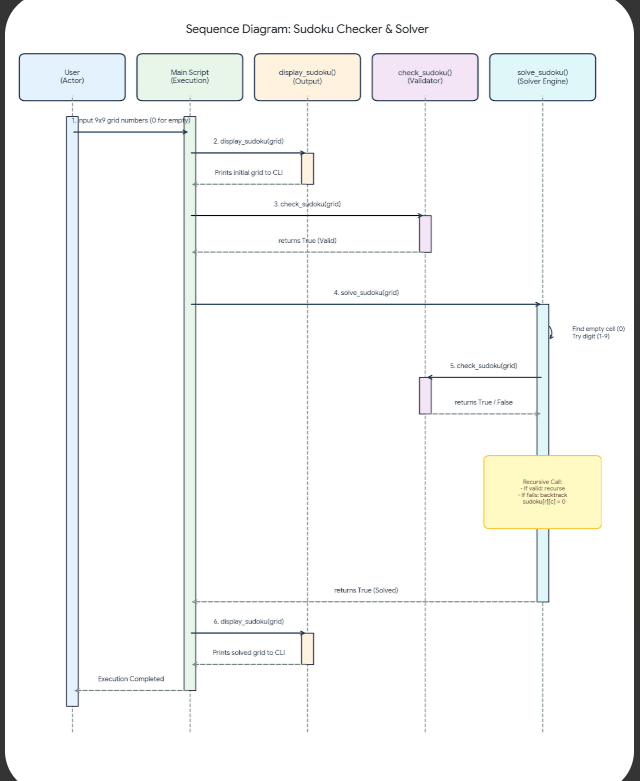 Sequence Diagram: Sudoku Checker & Solver
User
(Actor)
Main Script
(Execution)
display_sudoku()
(Output)
check_sudoku()
(Validator)
solve_sudoku()
(Solver Engine)
1. Input 9x9 grid numbers (0 for empty)
2. display_sudoku(grid)
Prints initial grid to CLI
3. check_sudoku(grid)
returns True (Valid)
4. solve_sudoku(grid)
Find empty cell (0)
Try digit (1-9)
5. check_sudoku(grid)
returns True / False
Recursive Call:
- If valid: recurse
- If fails: backtrack
sudoku[r][c] = 0
returns True (Solved)
6. display_sudoku(grid)
Prints solved grid to CLI
Execution Completed